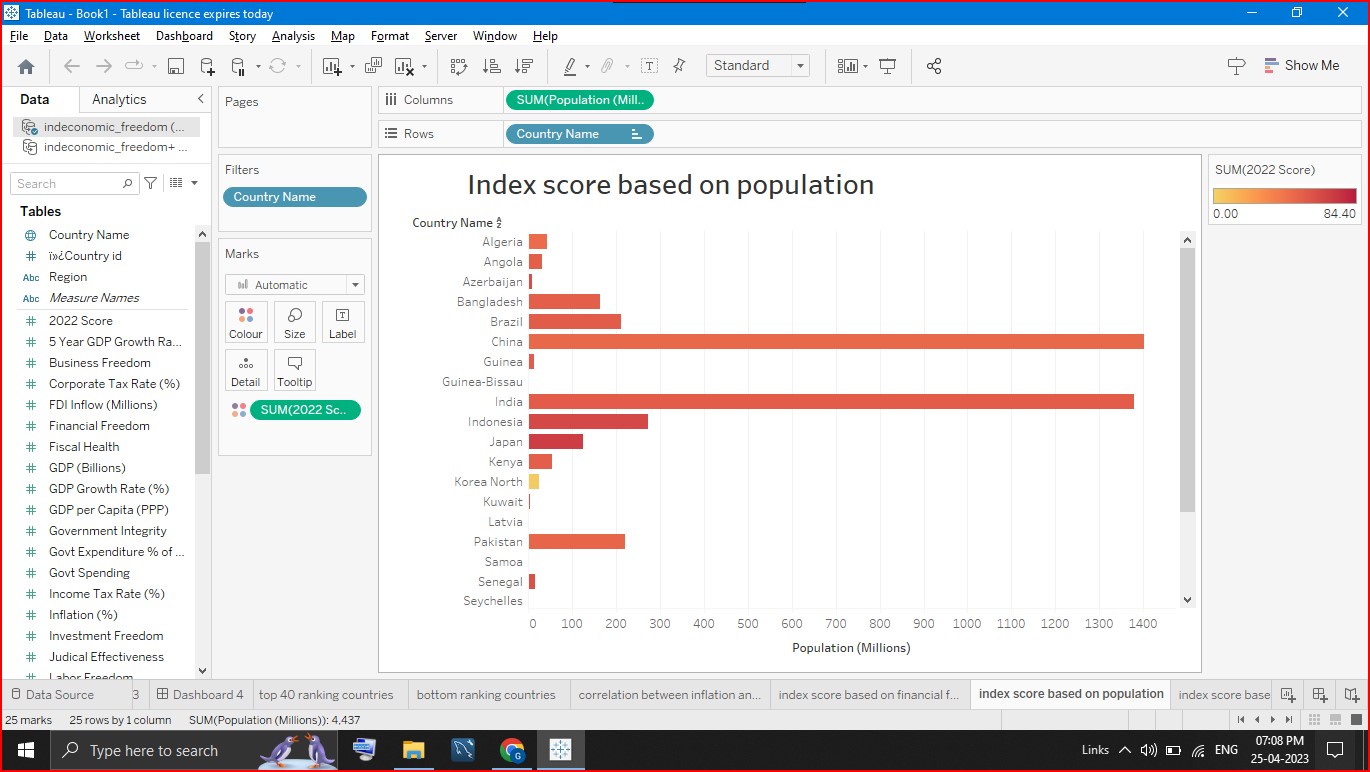 Tableau - Book1 - Tableau licence expires today
File Data Worksheet Dashboard Story Analysis Map Format Server Window Help
Standard
Show Me
Data Analytics
indeconomic_freedom (...
indeconomic_freedom+ ...
Search
Tables
Country Name
ï»¿Country id
Abc Region
Abc Measure Names
2022 Score
5 Year GDP Growth Ra...
Business Freedom
Corporate Tax Rate (%)
FDI Inflow (Millions)
Financial Freedom
Fiscal Health
GDP (Billions)
GDP Growth Rate (%)
GDP per Capita (PPP)
Government Integrity
Govt Expenditure % of ...
Govt Spending
Income Tax Rate (%)
Inflation (%)
Investment Freedom
Judical Effectiveness
Labor Freedom
Pages
Filters
Country Name
Marks
Automatic
Colour Size Label
Detail Tooltip
SUM(2022 Sc..
Columns SUM(Population (Mill..
Rows Country Name
Index score based on population
Country Name
Algeria
Angola
Azerbaijan
Bangladesh
Brazil
China
Guinea
Guinea-Bissau
India
Indonesia
Japan
Kenya
Korea North
Kuwait
Latvia
Pakistan
Samoa
Senegal
Seychelles
0 100 200 300 400 500 600 700 800 900 1000 1100 1200 1300 1400
Population (Millions)
SUM(2022 Score)
0.00 84.40
Data Source 3 Dashboard 4 top 40 ranking countries bottom ranking countries correlation between inflation an... index score based on financial f... index score based on population index score base
25 marks 25 rows by 1 column SUM(Population (Millions)): 4.437
Type here to search
Links ENG 07:08 PM
25-04-2023